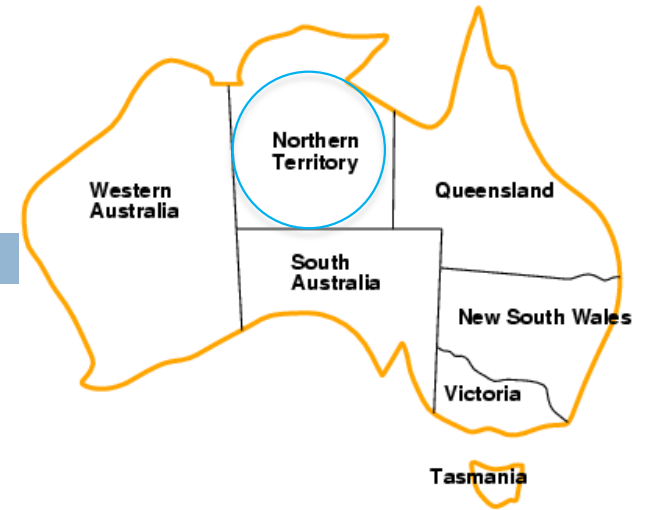 Northern
Territory
Western
Australia
Queensland
South
Australia
New South Wales
Victoria
Tasmania